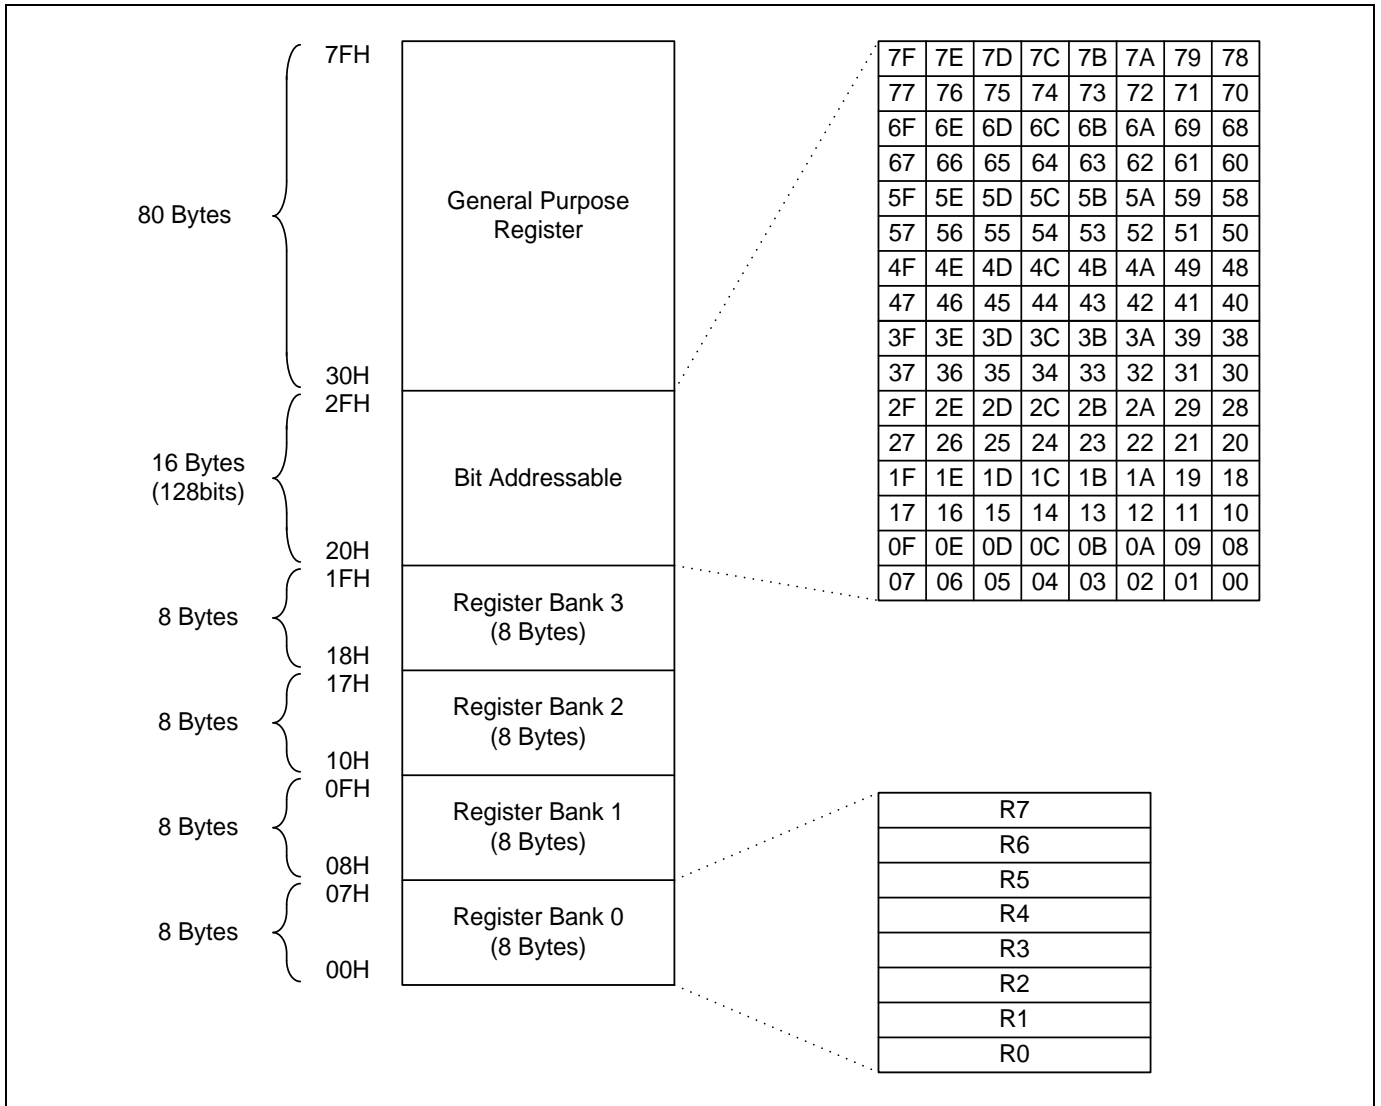 7FH
80 Bytes
General Purpose
Register
30H
2FH
16 Bytes
(128bits)
Bit Addressable
20H
1FH
8 Bytes
Register Bank 3
(8 Bytes)
18H
17H
8 Bytes
Register Bank 2
(8 Bytes)
10H
0FH
8 Bytes
Register Bank 1
(8 Bytes)
08H
07H
8 Bytes
Register Bank 0
(8 Bytes)
00H
7F 7E 7D 7C 7B 7A 79 78
77 76 75 74 73 72 71 70
6F 6E 6D 6C 6B 6A 69 68
67 66 65 64 63 62 61 60
5F 5E 5D 5C 5B 5A 59 58
57 56 55 54 53 52 51 50
4F 4E 4D 4C 4B 4A 49 48
47 46 45 44 43 42 41 40
3F 3E 3D 3C 3B 3A 39 38
37 36 35 34 33 32 31 30
2F 2E 2D 2C 2B 2A 29 28
27 26 25 24 23 22 21 20
1F 1E 1D 1C 1B 1A 19 18
17 16 15 14 13 12 11 10
0F 0E 0D 0C 0B 0A 09 08
07 06 05 04 03 02 01 00
R7
R6
R5
R4
R3
R2
R1
R0